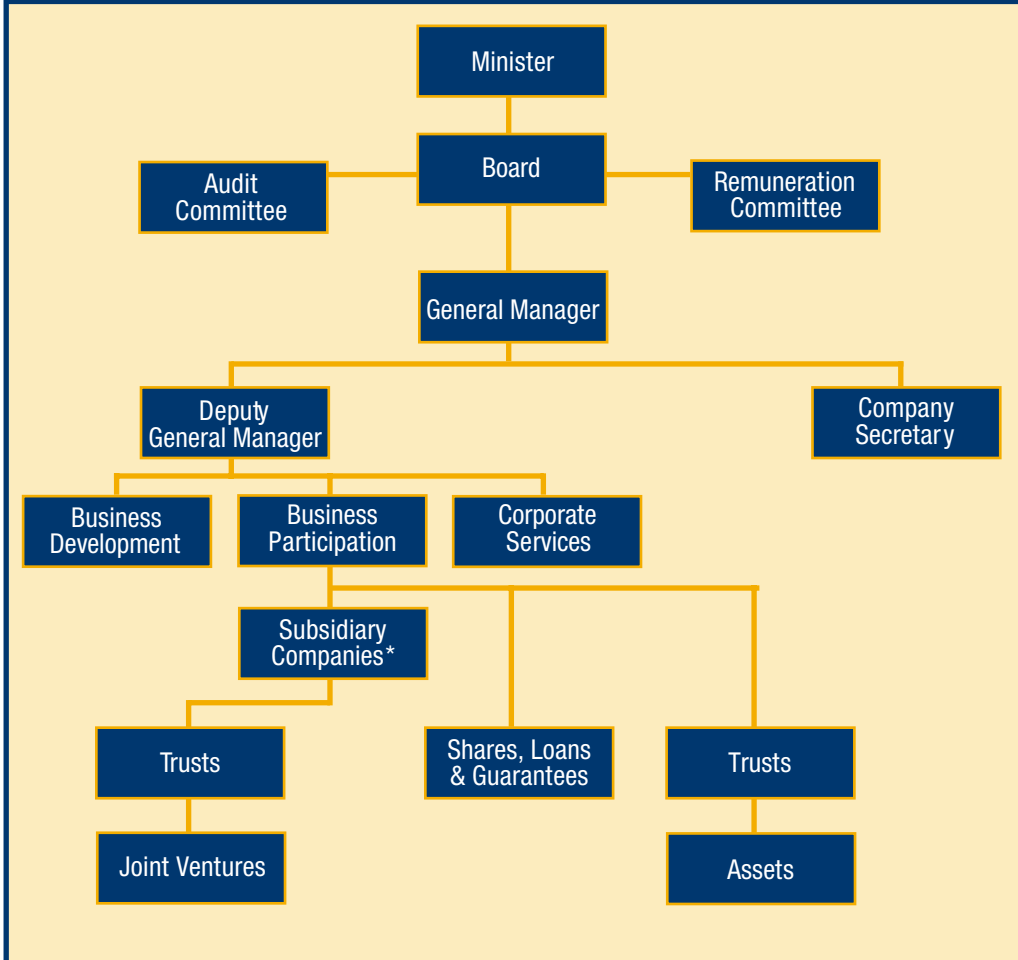 Minister
Board
Audit
Committee
Remuneration
Committee
General Manager
Deputy
General Manager
Company
Secretary
Business
Development
Business
Participation
Corporate
Services
Subsidiary
Companies*
Trusts
Shares, Loans
& Guarantees
Trusts
Joint Ventures
Assets